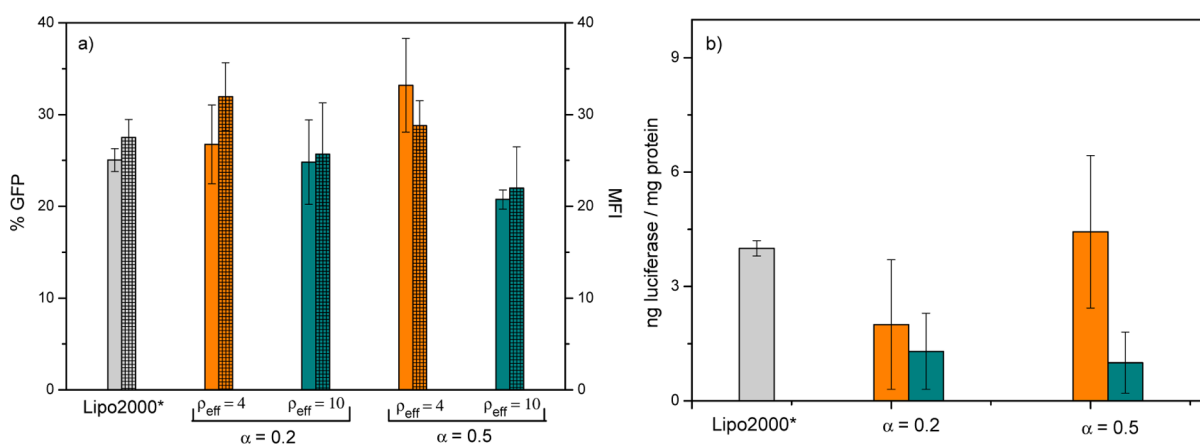 a)
40
30
20
10
0
% GFP
40
30
20
10
0
MFI
Lipo2000*
ρeff = 4
ρeff = 10
ρeff = 4
ρeff = 10
α = 0.2
α = 0.5
b)
9
6
3
0
ng luciferase / mg protein
Lipo2000*
α = 0.2
α = 0.5